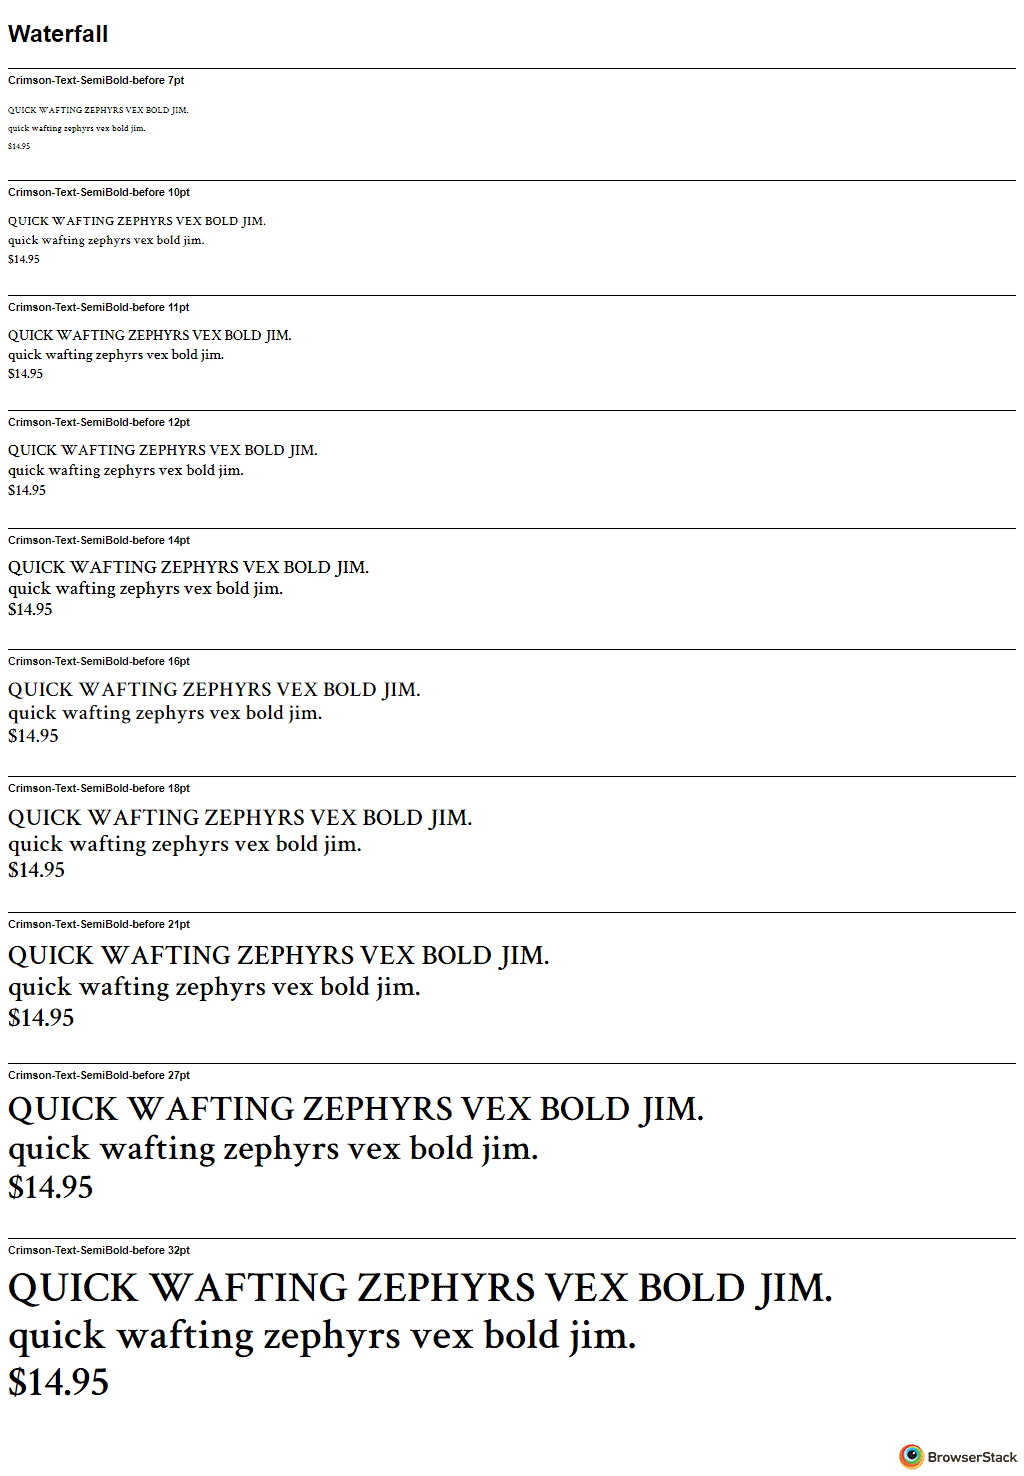 Waterfall
Crimson-Text-SemiBold-before 7pt
QUICK WAFTING ZEPHYRS VEX BOLD JIM.
quick wafting zephyrs vex bold jim.
$14.95
Crimson-Text-SemiBold-before 10pt
QUICK WAFTING ZEPHYRS VEX BOLD JIM.
quick wafting zephyrs vex bold jim.
$14.95
Crimson-Text-SemiBold-before 11pt
QUICK WAFTING ZEPHYRS VEX BOLD JIM.
quick wafting zephyrs vex bold jim.
$14.95
Crimson-Text-SemiBold-before 12pt
QUICK WAFTING ZEPHYRS VEX BOLD JIM.
quick wafting zephyrs vex bold jim.
$14.95
Crimson-Text-SemiBold-before 14pt
QUICK WAFTING ZEPHYRS VEX BOLD JIM.
quick wafting zephyrs vex bold jim.
$14.95
Crimson-Text-SemiBold-before 16pt
QUICK WAFTING ZEPHYRS VEX BOLD JIM.
quick wafting zephyrs vex bold jim.
$14.95
Crimson-Text-SemiBold-before 18pt
QUICK WAFTING ZEPHYRS VEX BOLD JIM.
quick wafting zephyrs vex bold jim.
$14.95
Crimson-Text-SemiBold-before 21pt
QUICK WAFTING ZEPHYRS VEX BOLD JIM.
quick wafting zephyrs vex bold jim.
$14.95
Crimson-Text-SemiBold-before 27pt
QUICK WAFTING ZEPHYRS VEX BOLD JIM.
quick wafting zephyrs vex bold jim.
$14.95
Crimson-Text-SemiBold-before 32pt
QUICK WAFTING ZEPHYRS VEX BOLD JIM.
quick wafting zephyrs vex bold jim.
$14.95
BrowserStack